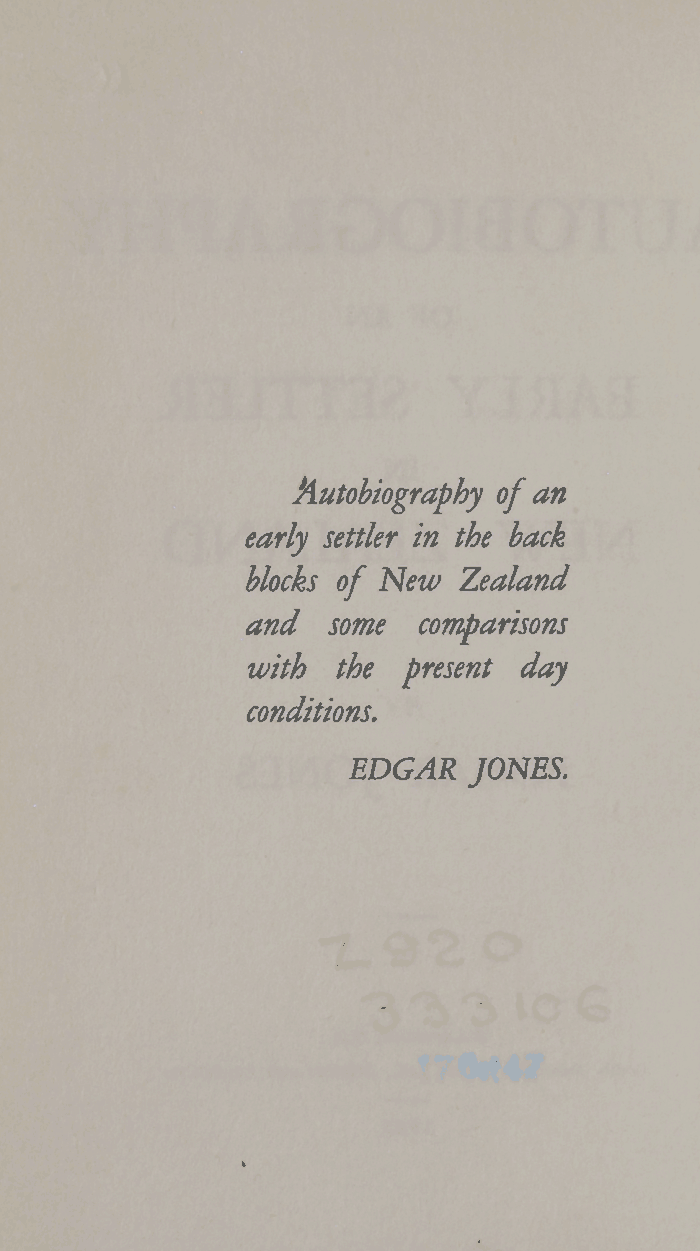 Autobiography of an
early settler in the back
blocks of New Zealand
and some comparisons
with the present day
conditions.
EDGAR JONES.
333106